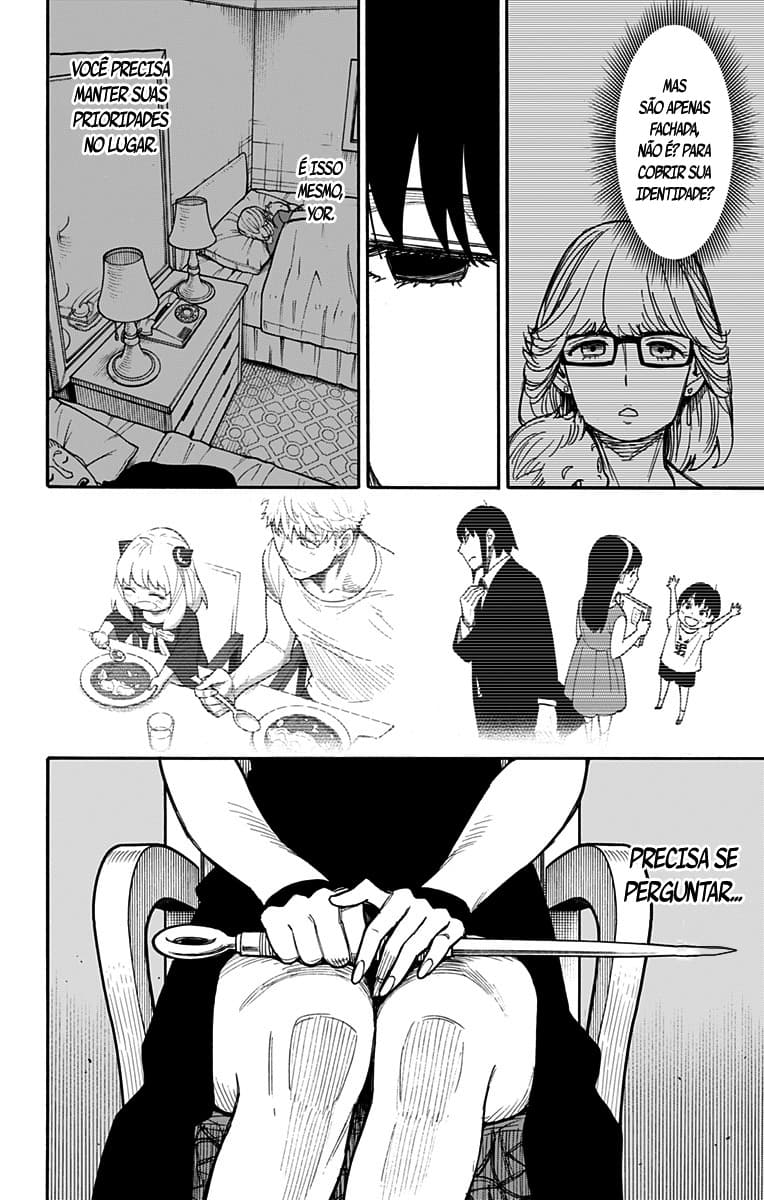 MAS
SÃO APENAS
FACHADA,
NÃO É? PARA
COBRIR SUA
IDENTIDADE?
É ISSO
MESMO,
YOR.
VOCÊ PRECISA
MANTER SUAS
PRIORIDADES
NO LUGAR.
PRECISA SE
PERGUNTAR...